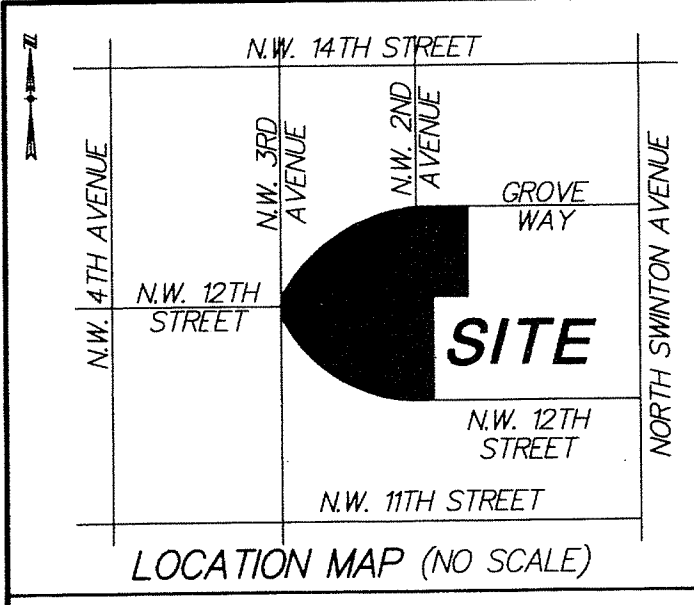 N
N.W. 14TH STREET
N.W. 4TH AVENUE
N.W. 3RD
AVENUE
N.W. 2ND
AVENUE
GROVE
WAY
NORTH SWINTON AVENUE
N.W. 12TH
STREET
SITE
N.W. 12TH
STREET
N.W. 11TH STREET
LOCATION MAP (NO SCALE)